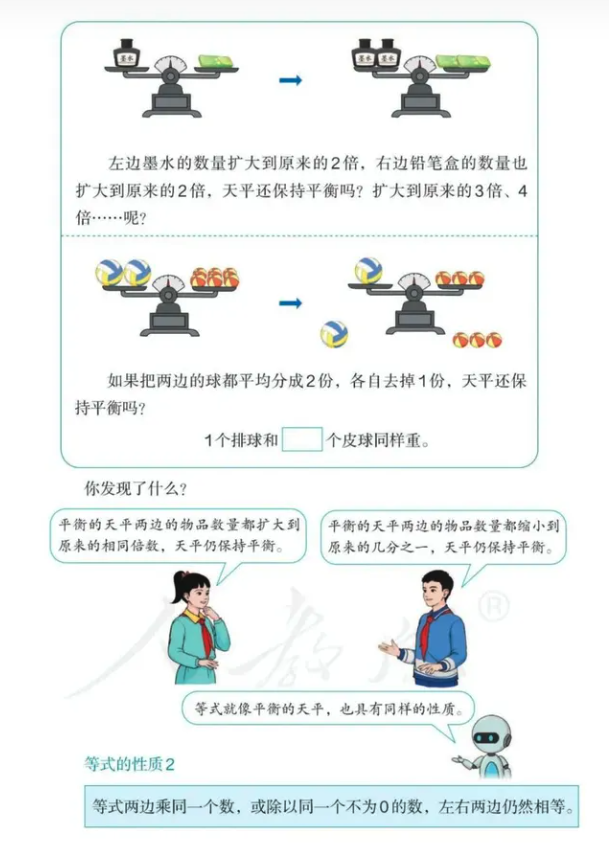 墨水
墨水 墨水
左边墨水的数量扩大到原来的2倍，右边铅笔盒的数量也
扩大到原来的2倍，天平还保持平衡吗？扩大到原来的3倍、4
倍……呢？
如果把两边的球都平均分成2份，各自去掉1份，天平还保
持平衡吗？
1个排球和 个皮球同样重。
你发现了什么？
平衡的天平两边的物品数量都扩大到
原来的相同倍数，天平仍保持平衡。
平衡的天平两边的物品数量都缩小到
原来的几分之一，天平仍保持平衡。
人教版®
等式就像平衡的天平，也具有同样的性质。
等式的性质2
等式两边乘同一个数，或除以同一个不为0的数，左右两边仍然相等。